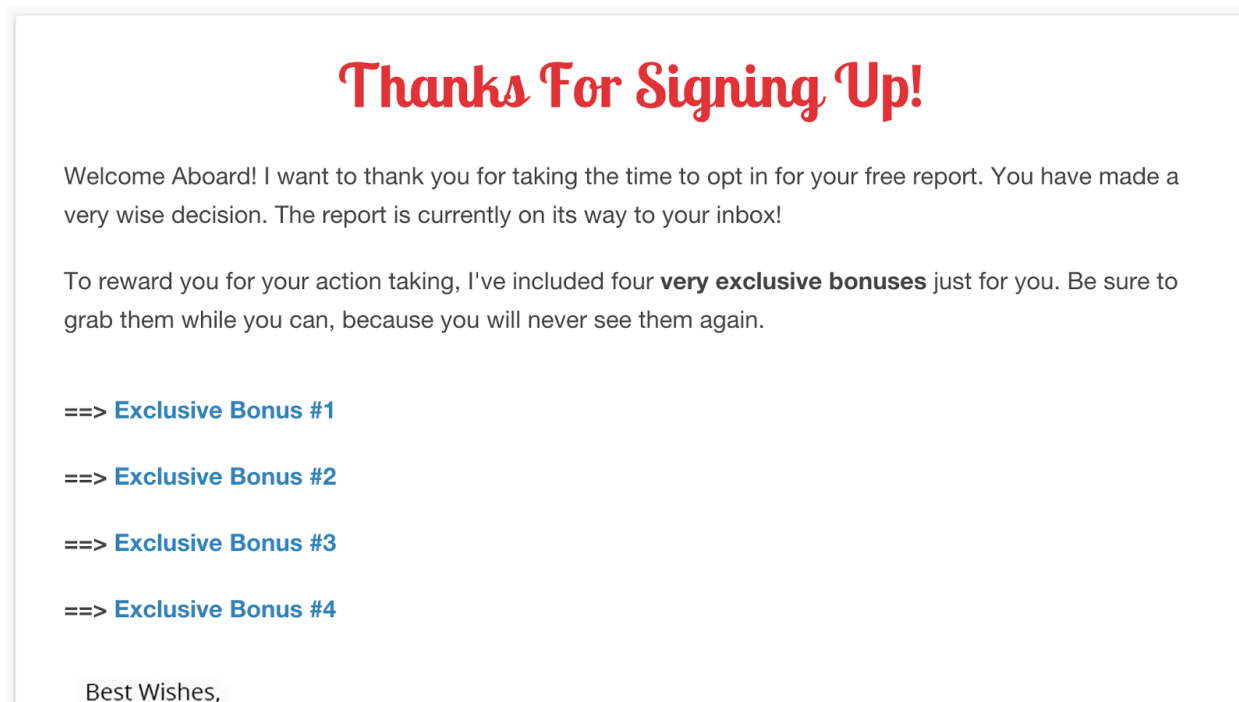 Thanks For Signing Up!
Welcome Aboard! I want to thank you for taking the time to opt in for your free report. You have made a
very wise decision. The report is currently on its way to your inbox!
To reward you for your action taking, I've included four very exclusive bonuses just for you. Be sure to
grab them while you can, because you will never see them again.
==> Exclusive Bonus #1
==> Exclusive Bonus #2
==> Exclusive Bonus #3
==> Exclusive Bonus #4
Best Wishes,